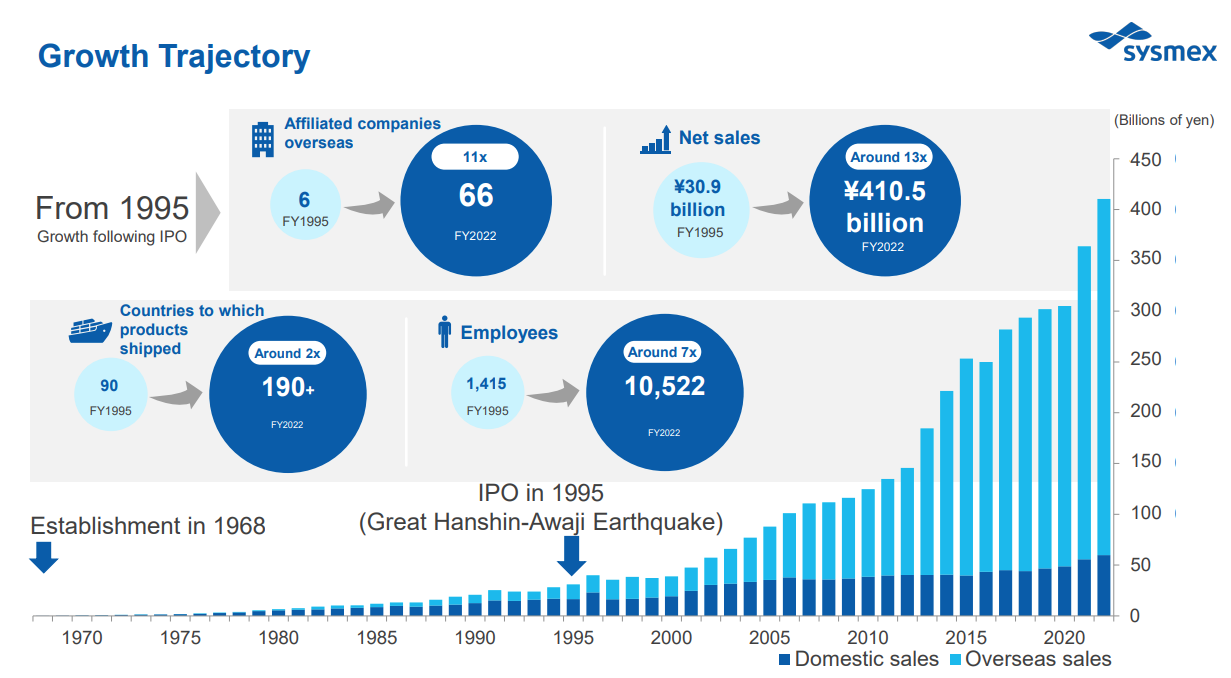 Growth Trajectory
sysmex
(Billions of yen)
From 1995
Growth following IPO
Affiliated companies
overseas
6
FY1995
11x
66
FY2022
Net sales
¥30.9
billion
FY1995
Around 13x
¥410.5
billion
FY2022
Countries to which
products
shipped
90
FY1995
Around 2x
190+
FY2022
Employees
1,415
FY1995
Around 7x
10,522
FY2022
Establishment in 1968
IPO in 1995
(Great Hanshin-Awaji Earthquake)
450
400
350
300
250
200
150
100
50
0
1970 1975 1980 1985 1990 1995 2000 2005 2010 2015 2020
Domestic sales Overseas sales